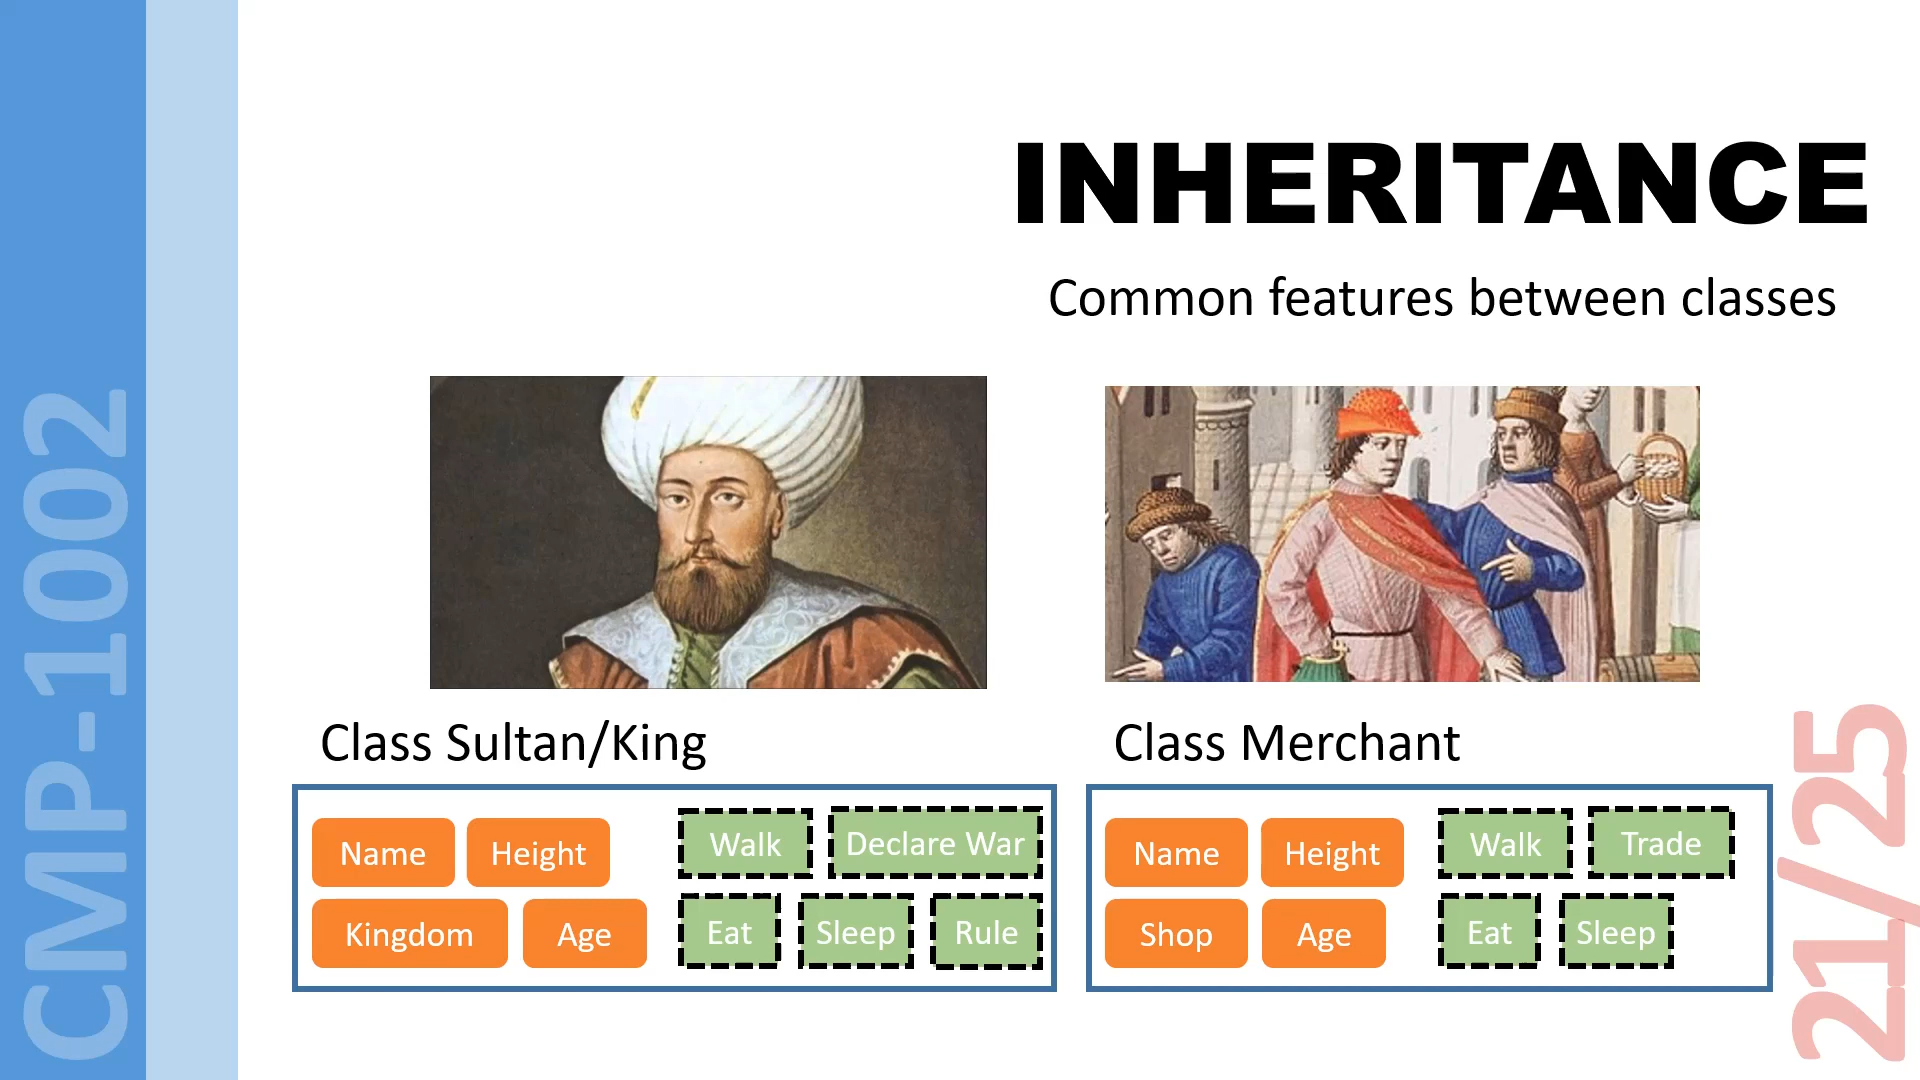 CMP-1002
INHERITANCE
Common features between classes
Class Sultan/King
Name Height
Kingdom Age
Walk Declare War
Eat Sleep Rule
Class Merchant
Name Height
Shop Age
Walk Trade
Eat Sleep
21/25